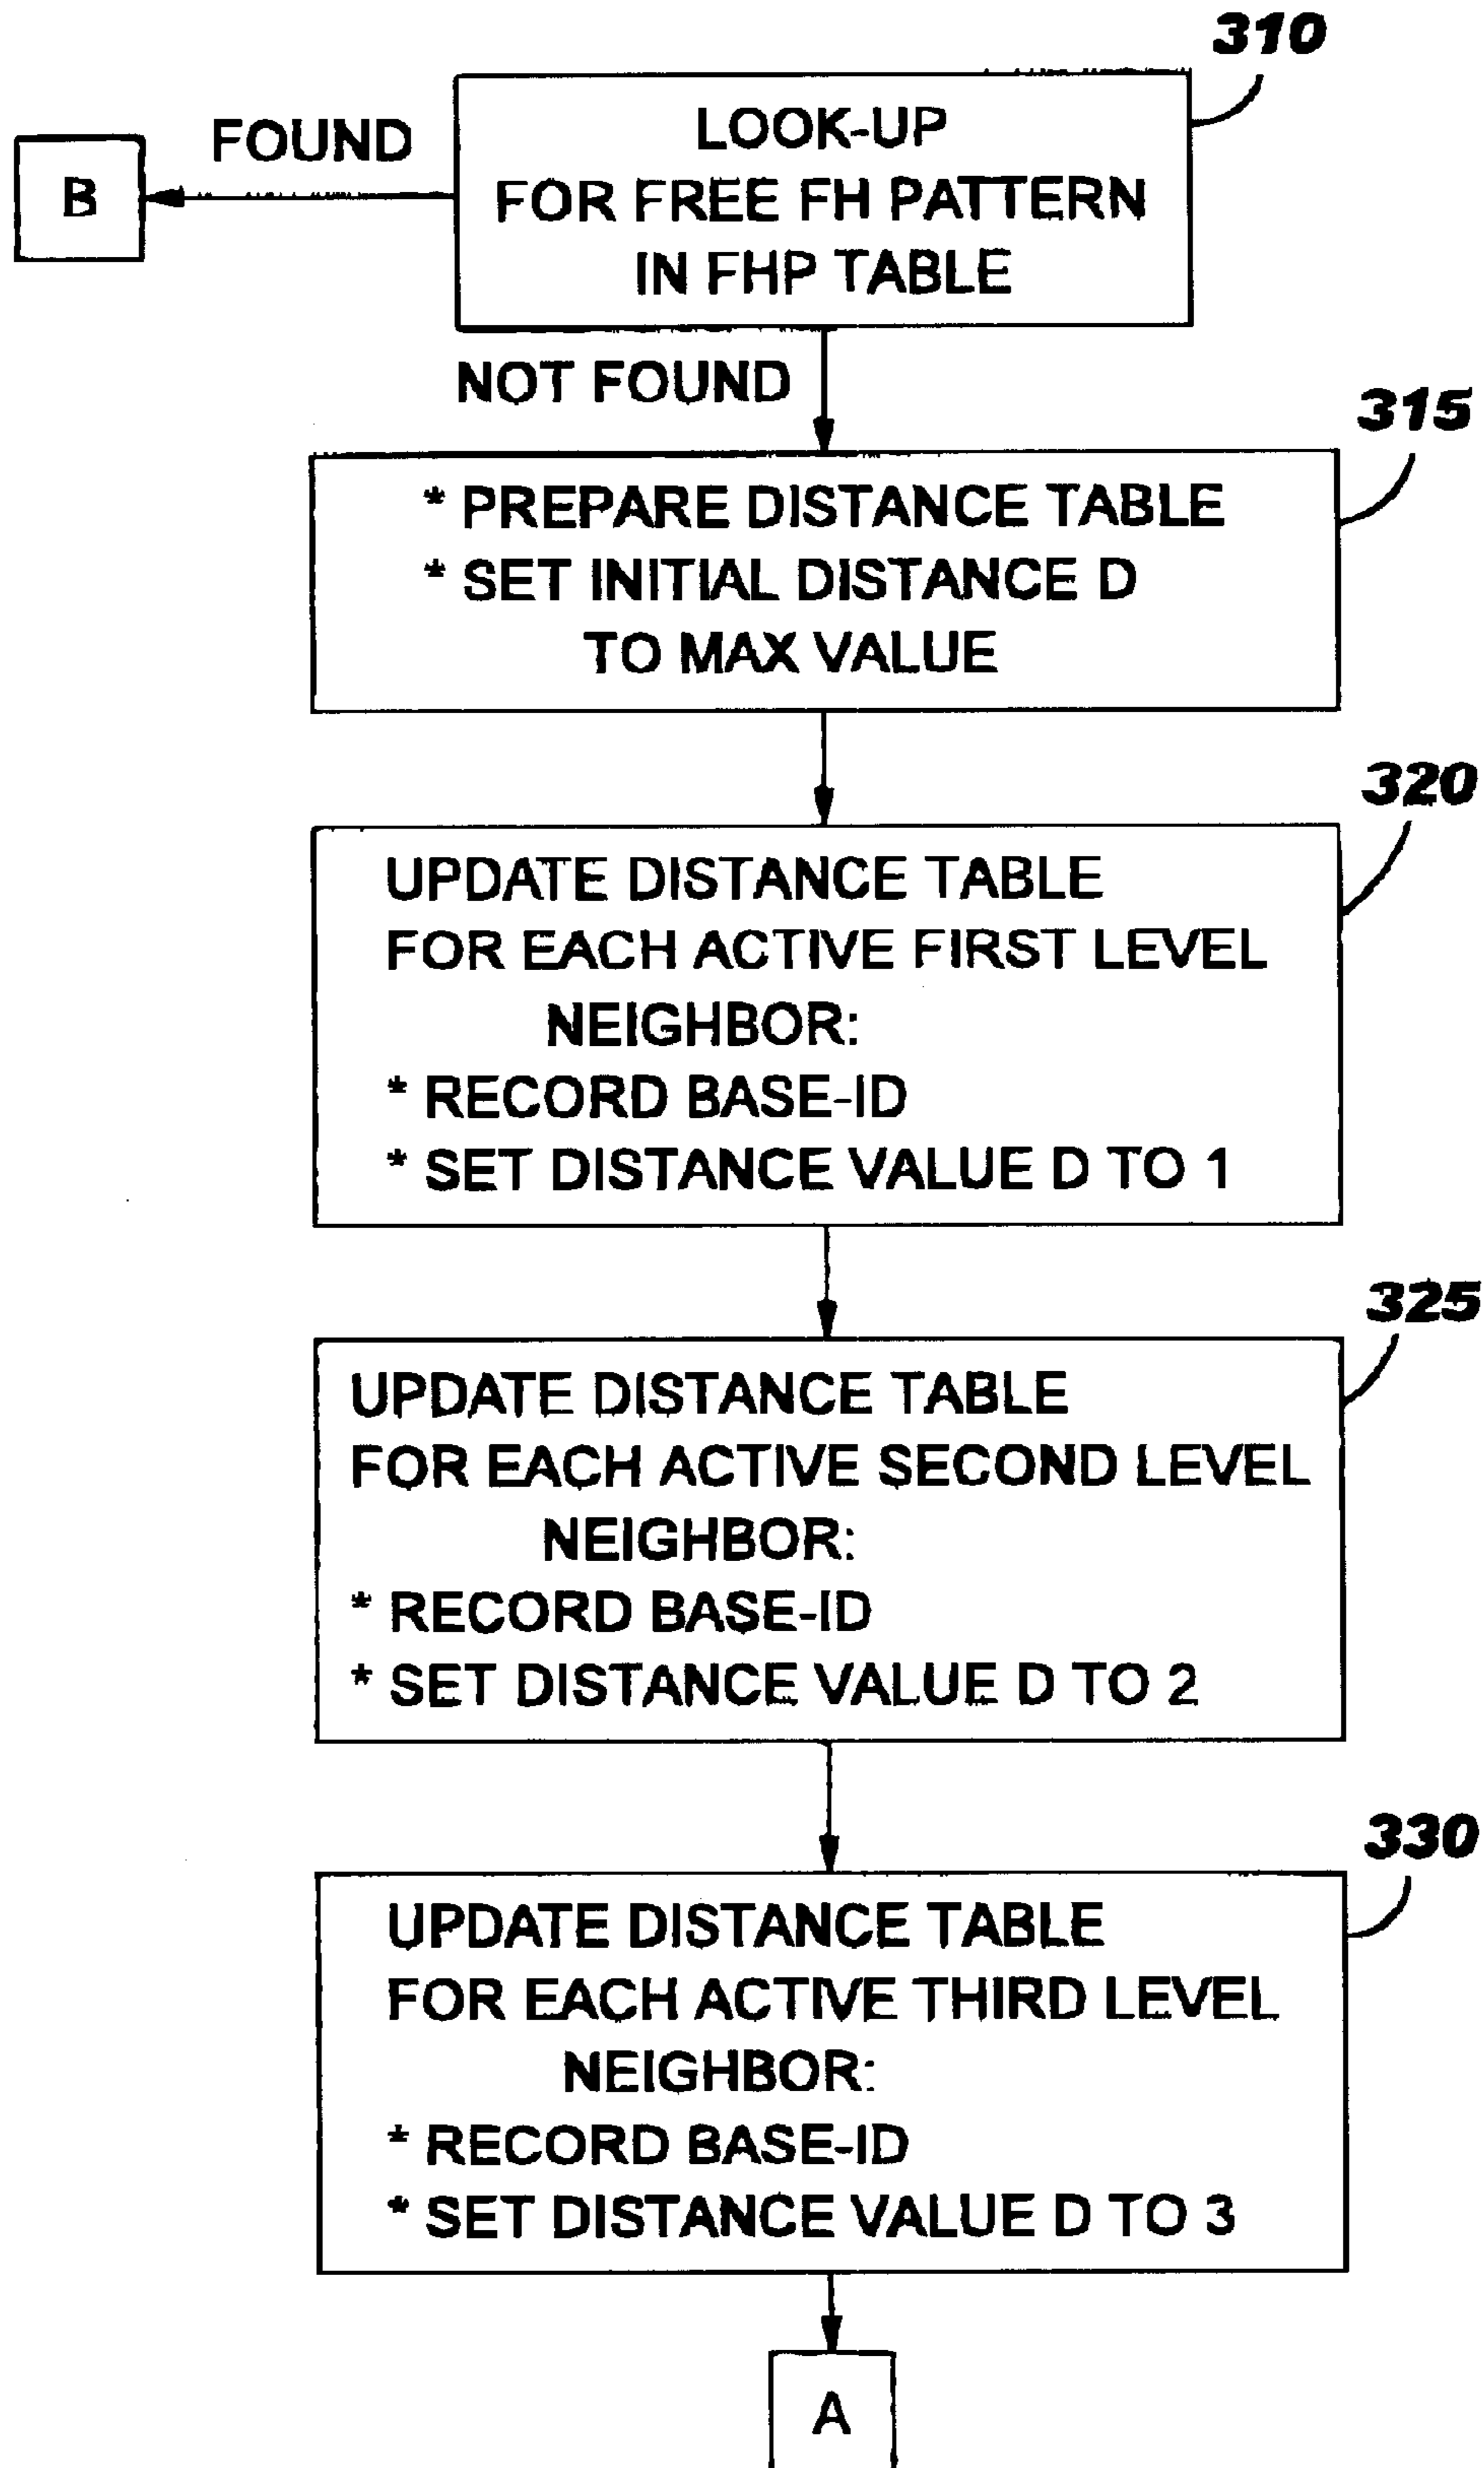 310
LOOK-UP
FOR FREE FH PATTERN
IN FHP TABLE
FOUND
B
NOT FOUND
315
* PREPARE DISTANCE TABLE
* SET INITIAL DISTANCE D
TO MAX VALUE
320
UPDATE DISTANCE TABLE
FOR EACH ACTIVE FIRST LEVEL
NEIGHBOR:
* RECORD BASE-ID
* SET DISTANCE VALUE D TO 1
325
UPDATE DISTANCE TABLE
FOR EACH ACTIVE SECOND LEVEL
NEIGHBOR:
* RECORD BASE-ID
* SET DISTANCE VALUE D TO 2
330
UPDATE DISTANCE TABLE
FOR EACH ACTIVE THIRD LEVEL
NEIGHBOR:
* RECORD BASE-ID
* SET DISTANCE VALUE D TO 3
A